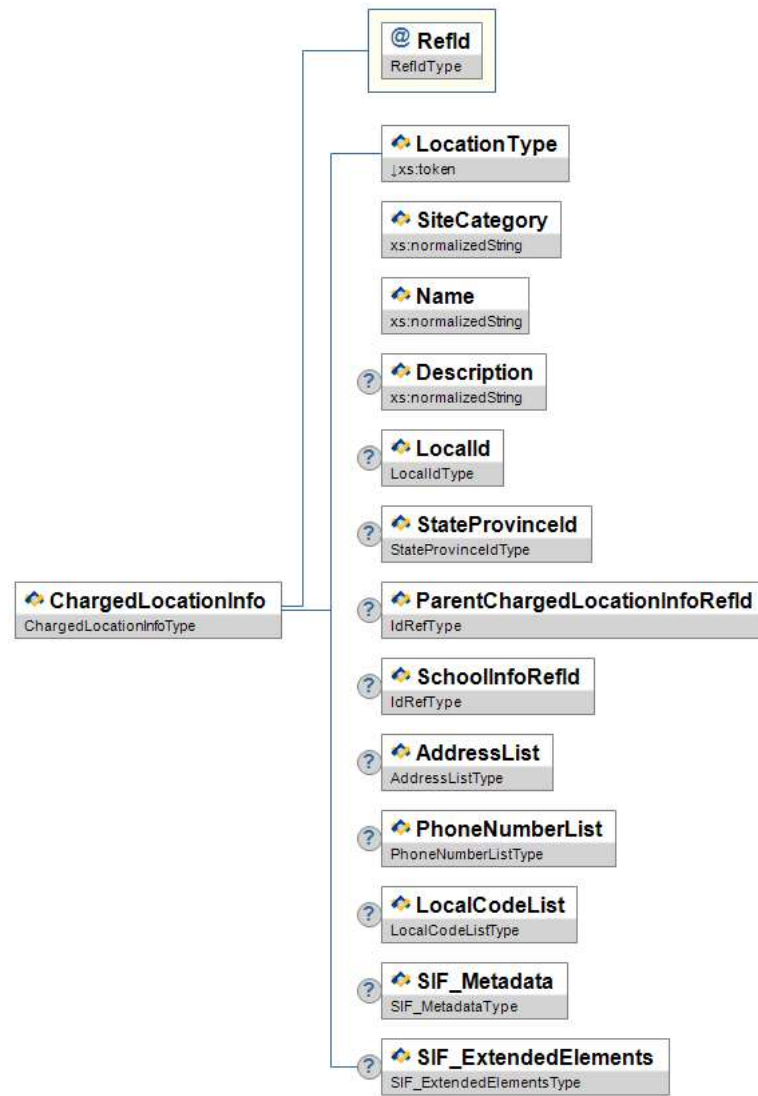 @ RefId
RefIdType
LocationType
↓xs:token
SiteCategory
xs:normalizedString
Name
xs:normalizedString
? Description
xs:normalizedString
? LocalId
LocalIdType
? StateProvinceId
StateProvinceIdType
ChargedLocationInfo
ChargedLocationInfoType
? ParentChargedLocationInfoRefId
IdRefType
? SchoolInfoRefId
IdRefType
? AddressList
AddressListType
? PhoneNumberList
PhoneNumberListType
? LocalCodeList
LocalCodeListType
? SIF_Metadata
SIF_MetadataType
? SIF_ExtendedElements
SIF_ExtendedElementsType